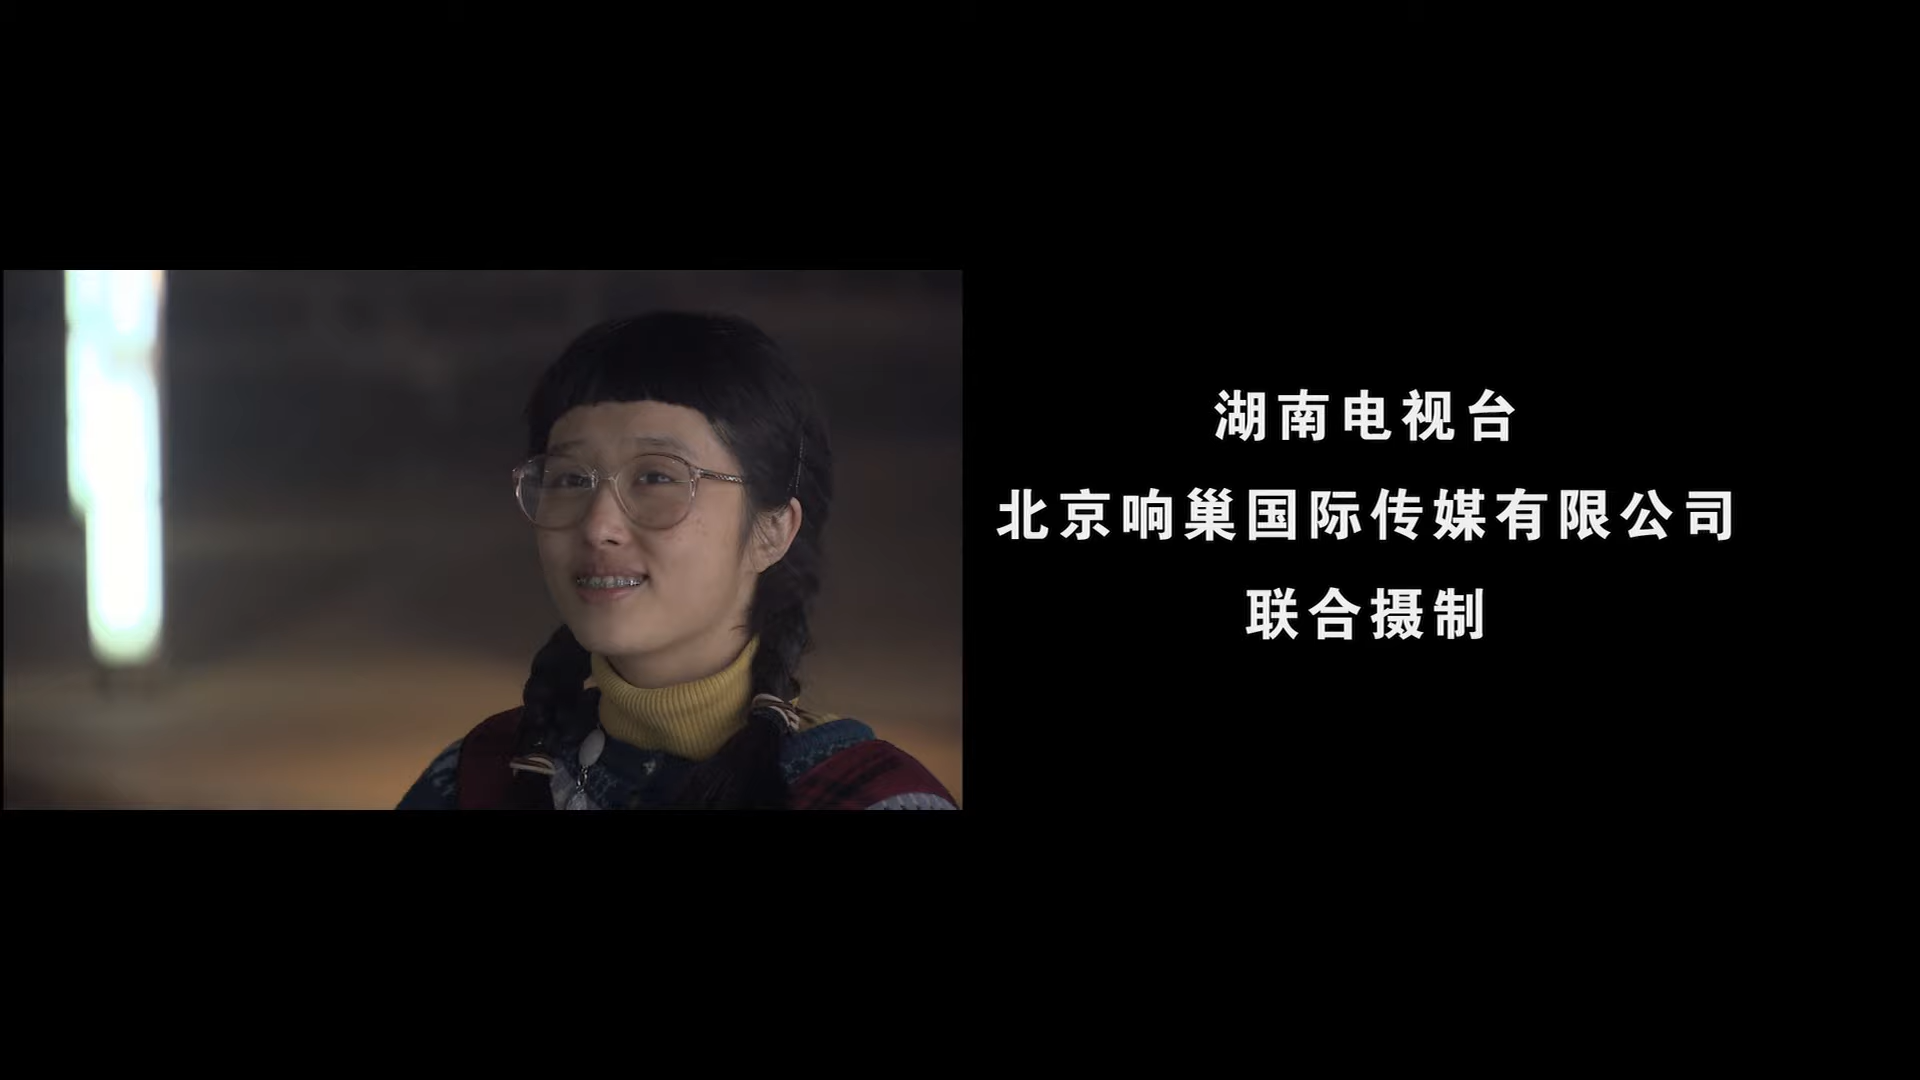 湖南电视台
北京响巢国际传媒有限公司
联合摄制